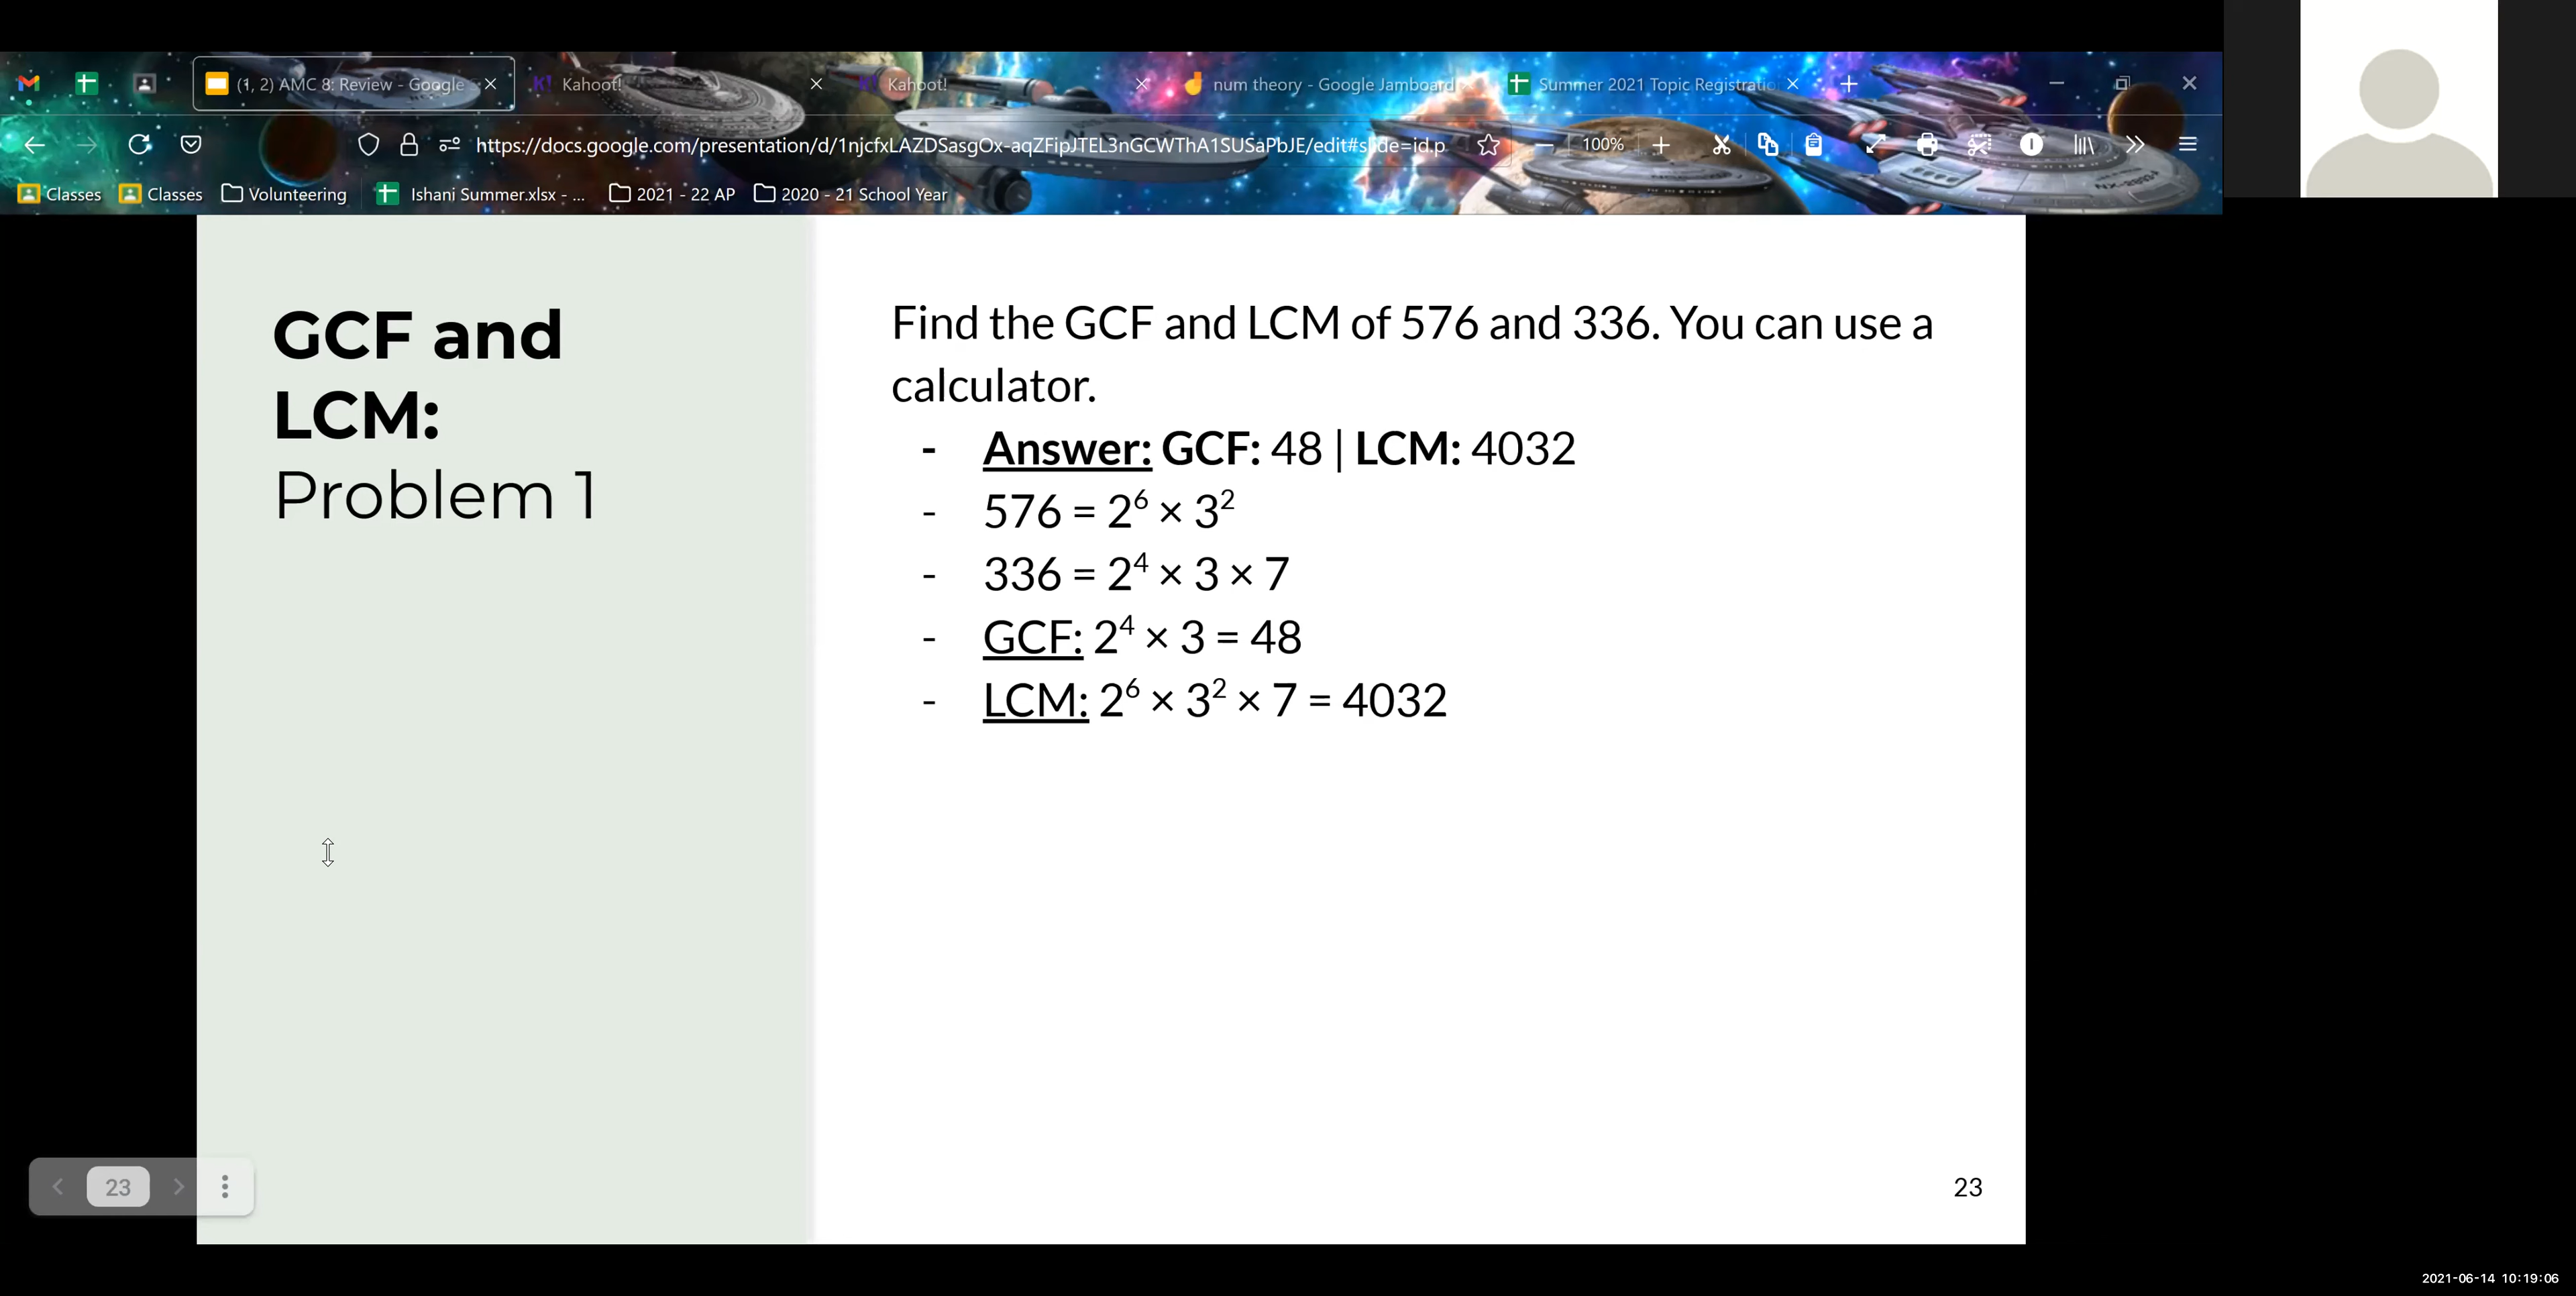 (1, 2) AMC 8: Review - Google S
Kahoot!
Kahoot!
num theory - Google Jamboard
Summer 2021 Topic Registratio
https://docs.google.com/presentation/d/1njcfxLAZDSasgOx-aqZFipJTEL3nGCWThA1SUSaPbJE/edit#slide=id.p
100%
Classes
Classes
Volunteering
Ishani Summer.xlsx - ...
2021 - 22 AP
2020 - 21 School Year
GCF and
LCM:
Problem 1
Find the GCF and LCM of 576 and 336. You can use a
calculator.
- Answer: GCF: 48 | LCM: 4032
- 576 = 2⁶ × 3²
- 336 = 2⁴ × 3 × 7
- GCF: 2⁴ × 3 = 48
- LCM: 2⁶ × 3² × 7 = 4032
23
23
2021-06-14 10:19:06